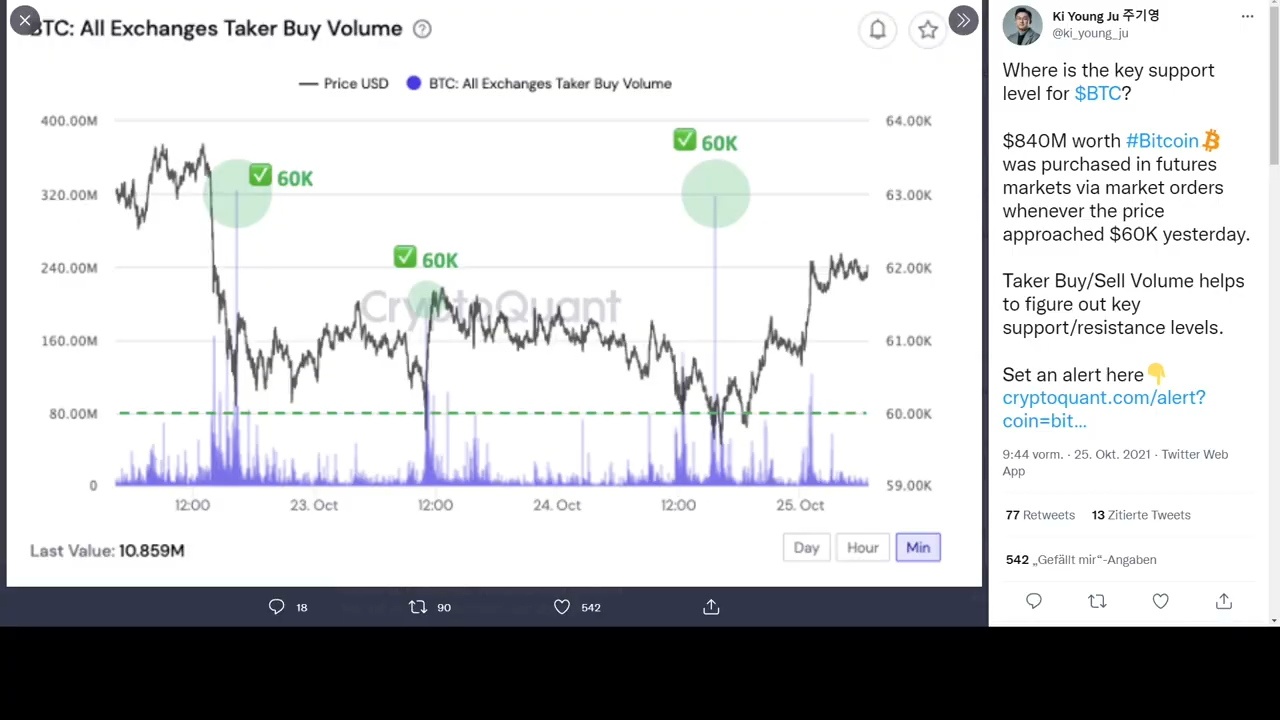 BTC: All Exchanges Taker Buy Volume
Price USD
BTC: All Exchanges Taker Buy Volume
400.00M
320.00M
240.00M
160.00M
80.00M
0
64.00K
63.00K
62.00K
61.00K
60.00K
59.00K
60K
60K
60K
CryptoQuant
12:00
23. Oct
12:00
24. Oct
12:00
25. Oct
Last Value: 10.859M
Day
Hour
Min
18
90
542
Ki Young Ju 주기영
@ki_young_ju
Where is the key support
level for $BTC?
$840M worth #Bitcoin
was purchased in futures
markets via market orders
whenever the price
approached $60K yesterday.
Taker Buy/Sell Volume helps
to figure out key
support/resistance levels.
Set an alert here
cryptoquant.com/alert?
coin=bit...
9:44 vorm. · 25. Okt. 2021 · Twitter Web
App
77 Retweets 13 Zitierte Tweets
542 „Gefällt mir“-Angaben